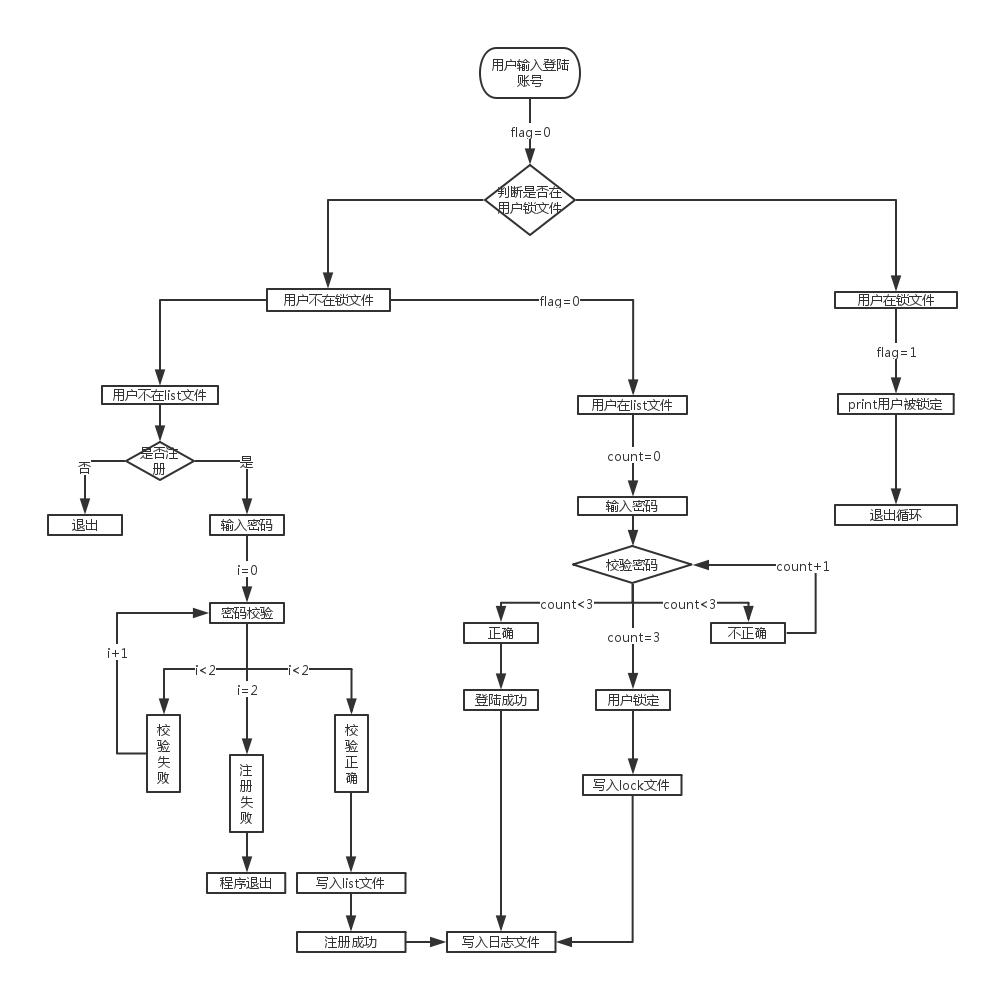 用户输入登陆
账号
flag=0
判断是否在
用户锁文件
用户不在锁文件
flag=0
用户在锁文件
flag=1
用户不在list文件
用户在list文件
print用户被锁定
是否注
册
否
是
count=0
退出
输入密码
输入密码
退出循环
i=0
校验密码
count+1
密码校验
count<3
count<3
正确
count=3
不正确
i+1
i<2
i<2
i=2
登陆成功
用户锁定
校
验
失
败
注
册
失
败
校
验
正
确
写入lock文件
程序退出
写入list文件
注册成功
写入日志文件